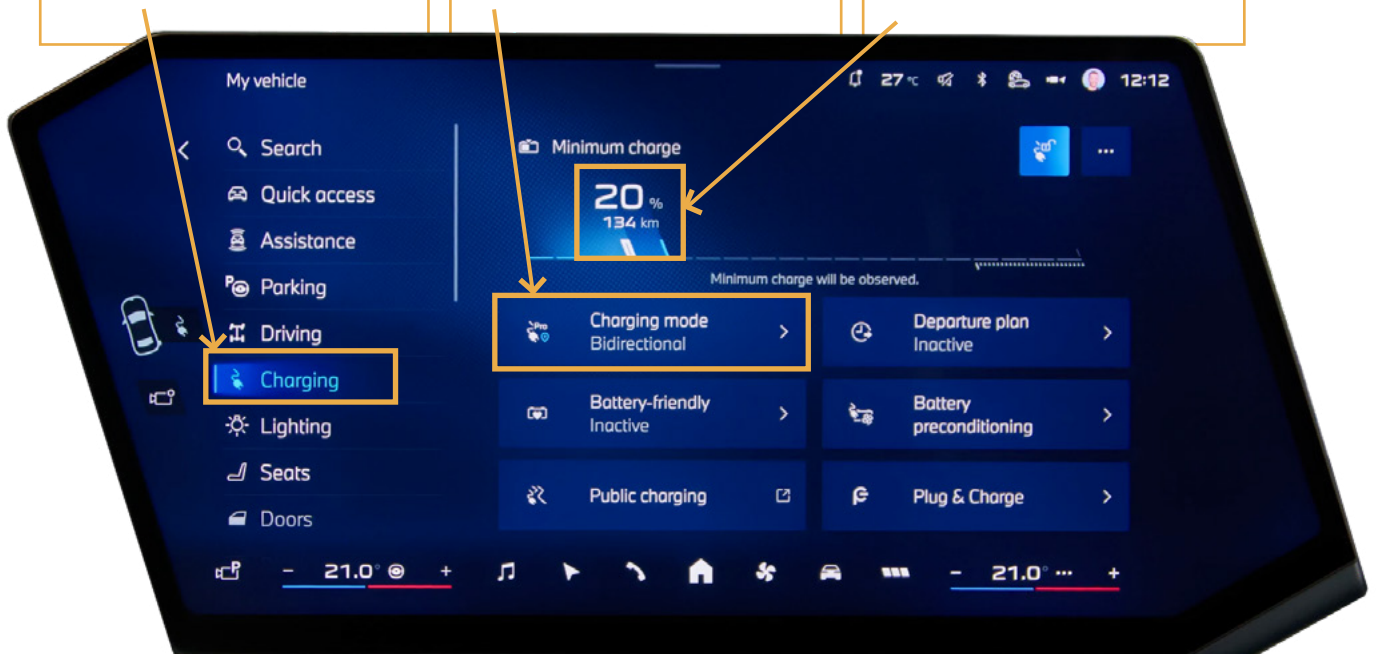 My vehicle
27 °C
12:12
Search
Quick access
Assistance
Parking
Driving
Charging
Lighting
Seats
Doors
Minimum charge
20 %
134 km
Minimum charge will be observed.
Charging mode
Bidirectional
Departure plan
Inactive
Battery-friendly
Inactive
Battery
preconditioning
Public charging
Plug & Charge
- 21.0° +
- 21.0° ... +